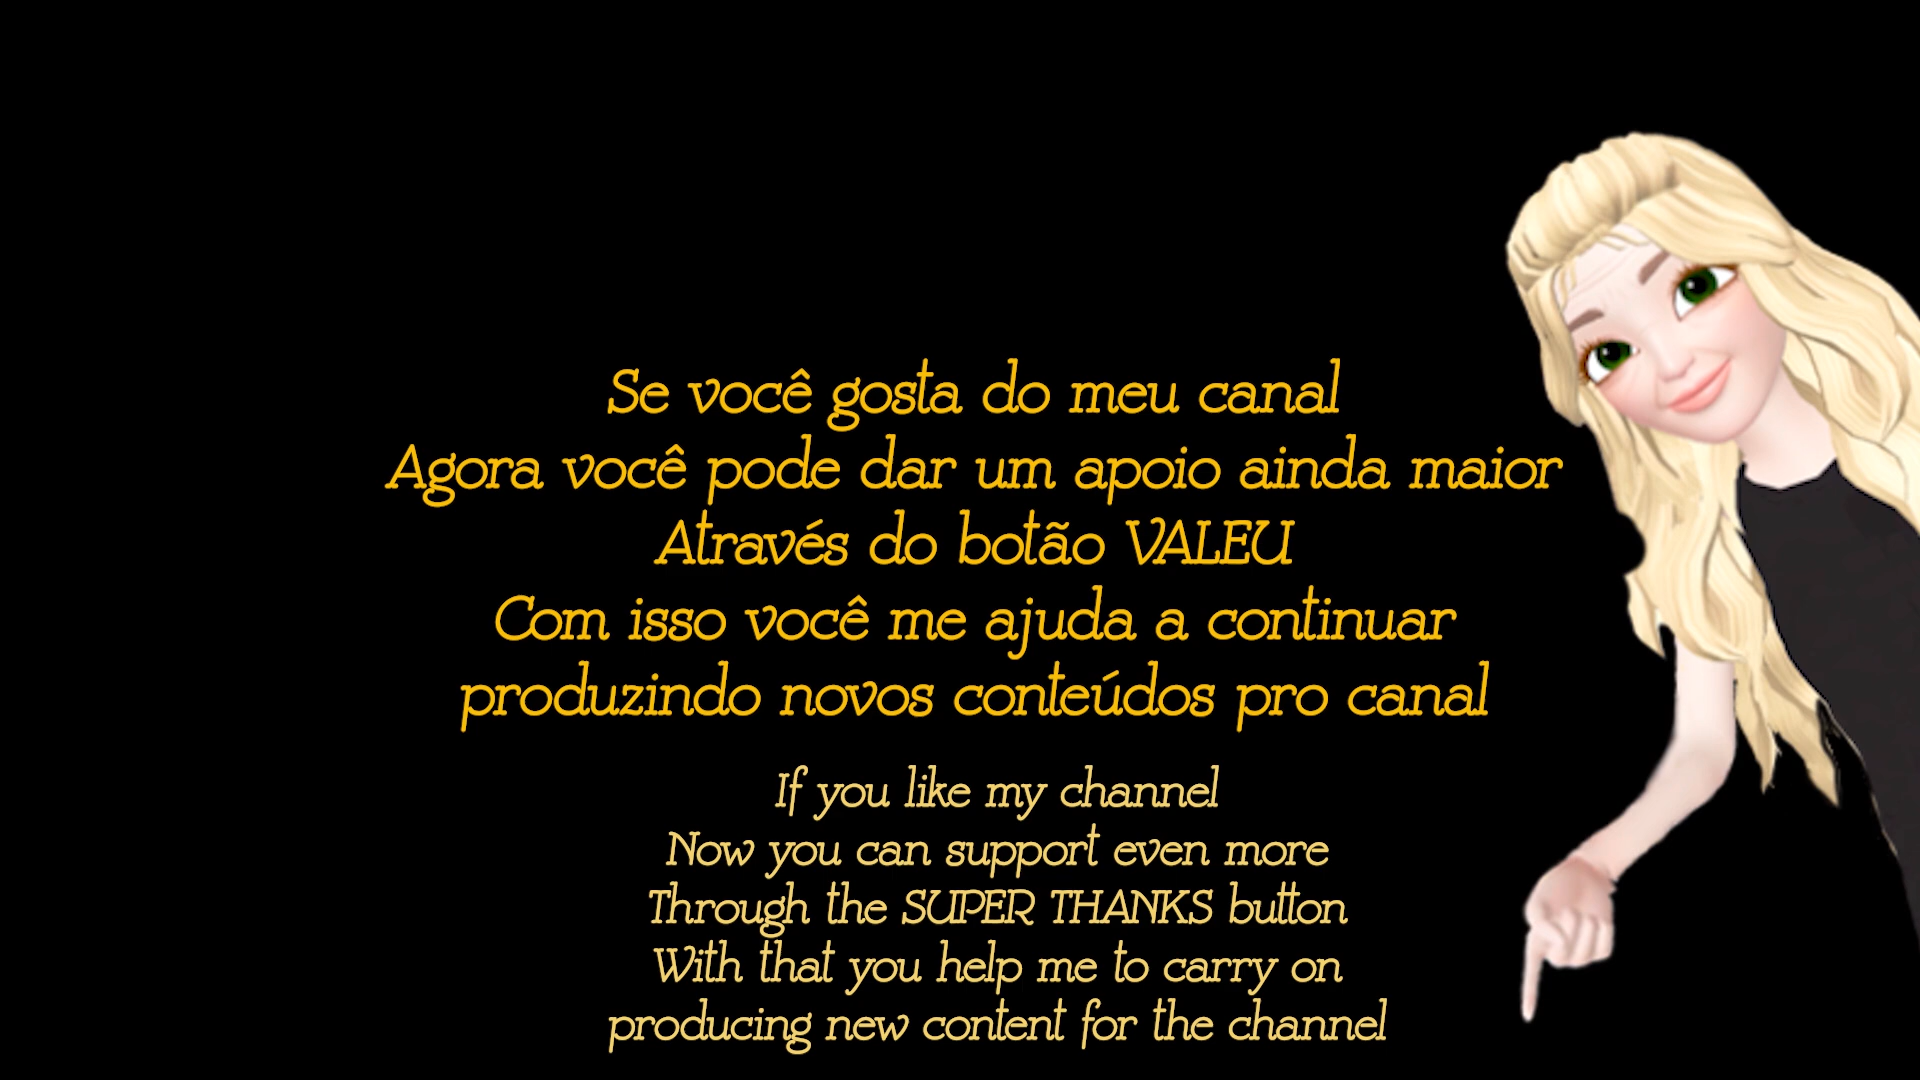 Se você gosta do meu canal
Agora você pode dar um apoio ainda maior
Através do botão VALEU
Com isso você me ajuda a continuar
produzindo novos conteúdos pro canal
If you like my channel
Now you can support even more
Through the SUPER THANKS button
With that you help me to carry on
producing new content for the channel